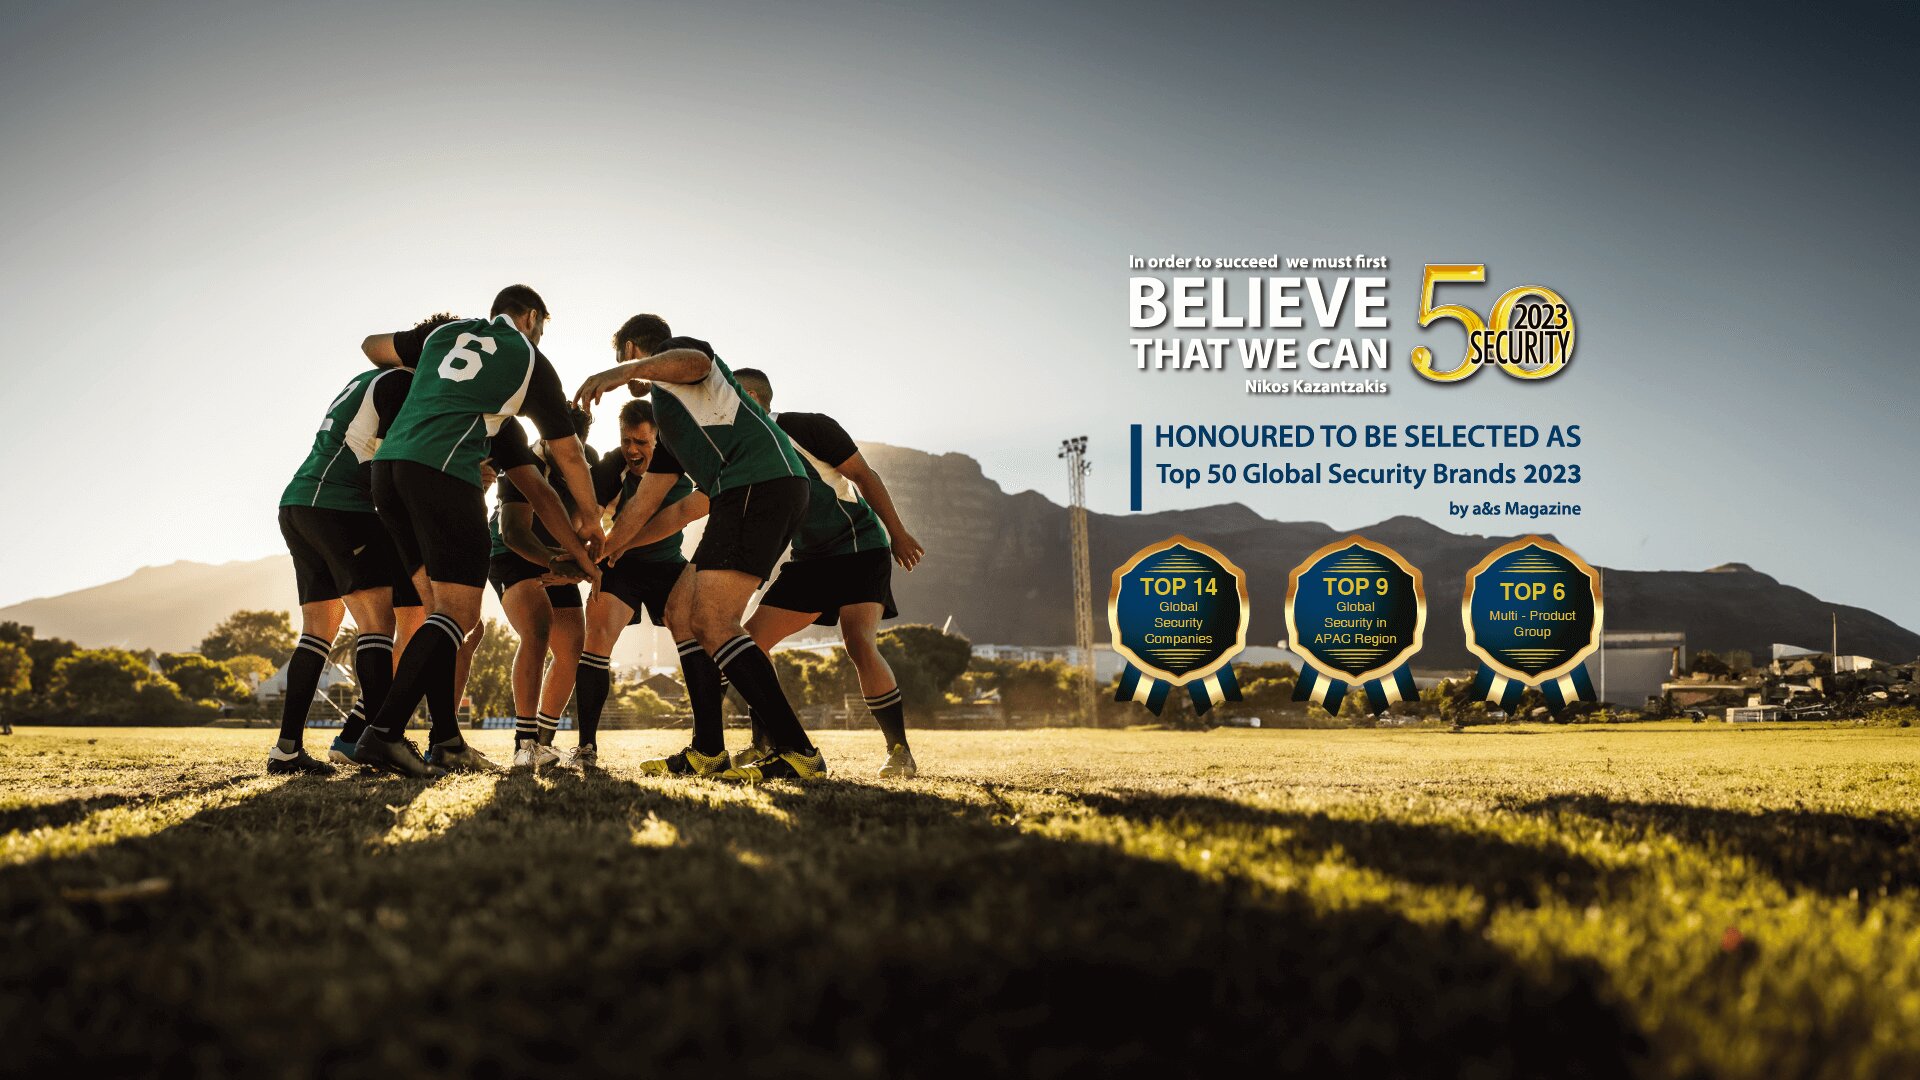 In order to succeed we must first
BELIEVE
THAT WE CAN
Nikos Kazantzakis
50
2023
SECURITY
HONOURED TO BE SELECTED AS
Top 50 Global Security Brands 2023
by a&s Magazine
TOP 14
Global
Security
Companies
TOP 9
Global
Security in
APAC Region
TOP 6
Multi - Product
Group
6
2